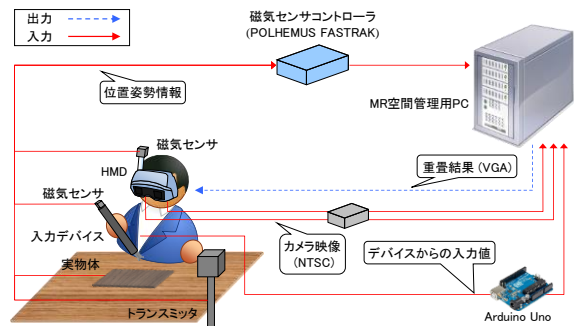 出力
入力
磁気センサコントローラ
(POLHEMUS FASTRAK)
位置姿勢情報
MR空間管理用PC
磁気センサ
HMD
重畳結果 (VGA)
磁気センサ
入力デバイス
カメラ映像
(NTSC)
デバイスからの入力値
実物体
トランスミッタ
Arduino Uno